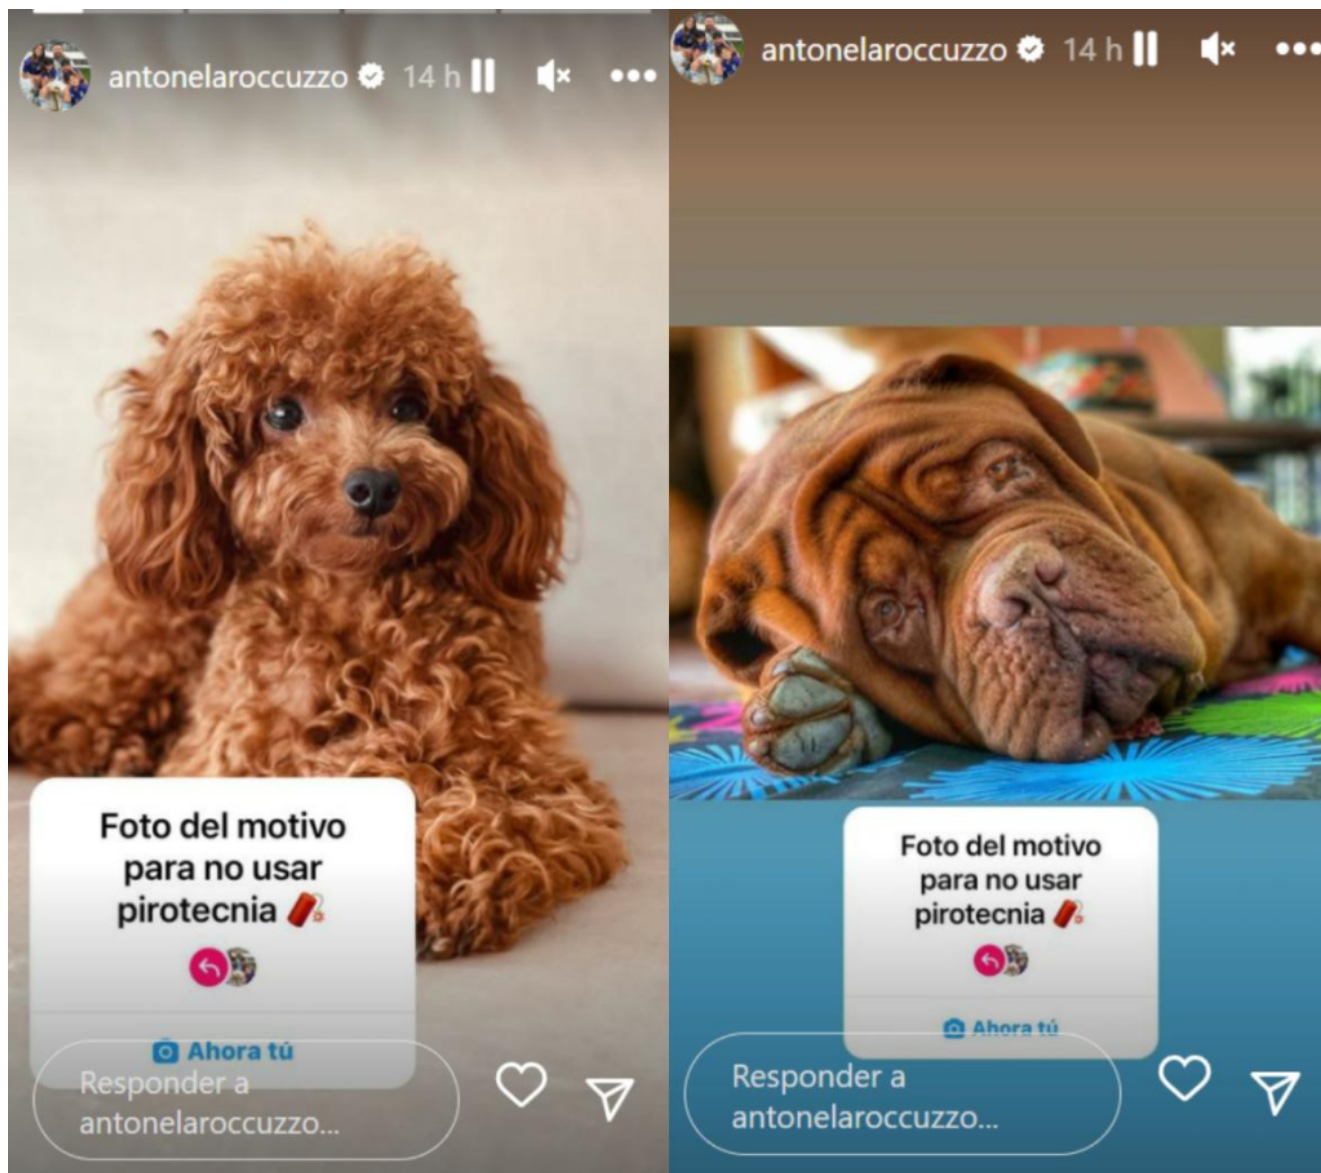 antonelaroccuzzo 14 h
Foto del motivo
para no usar
pirotecnia
Ahora tú
Responder a
antonelaroccuzzo...
antonelaroccuzzo 14 h
Foto del motivo
para no usar
pirotecnia
Ahora tú
Responder a
antonelaroccuzzo...